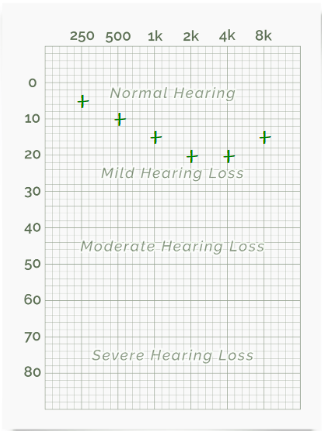 250 500 1k 2k 4k 8k
0
Normal Hearing
10
20
Mild Hearing Loss
30
40
Moderate Hearing Loss
50
60
70
Severe Hearing Loss
80